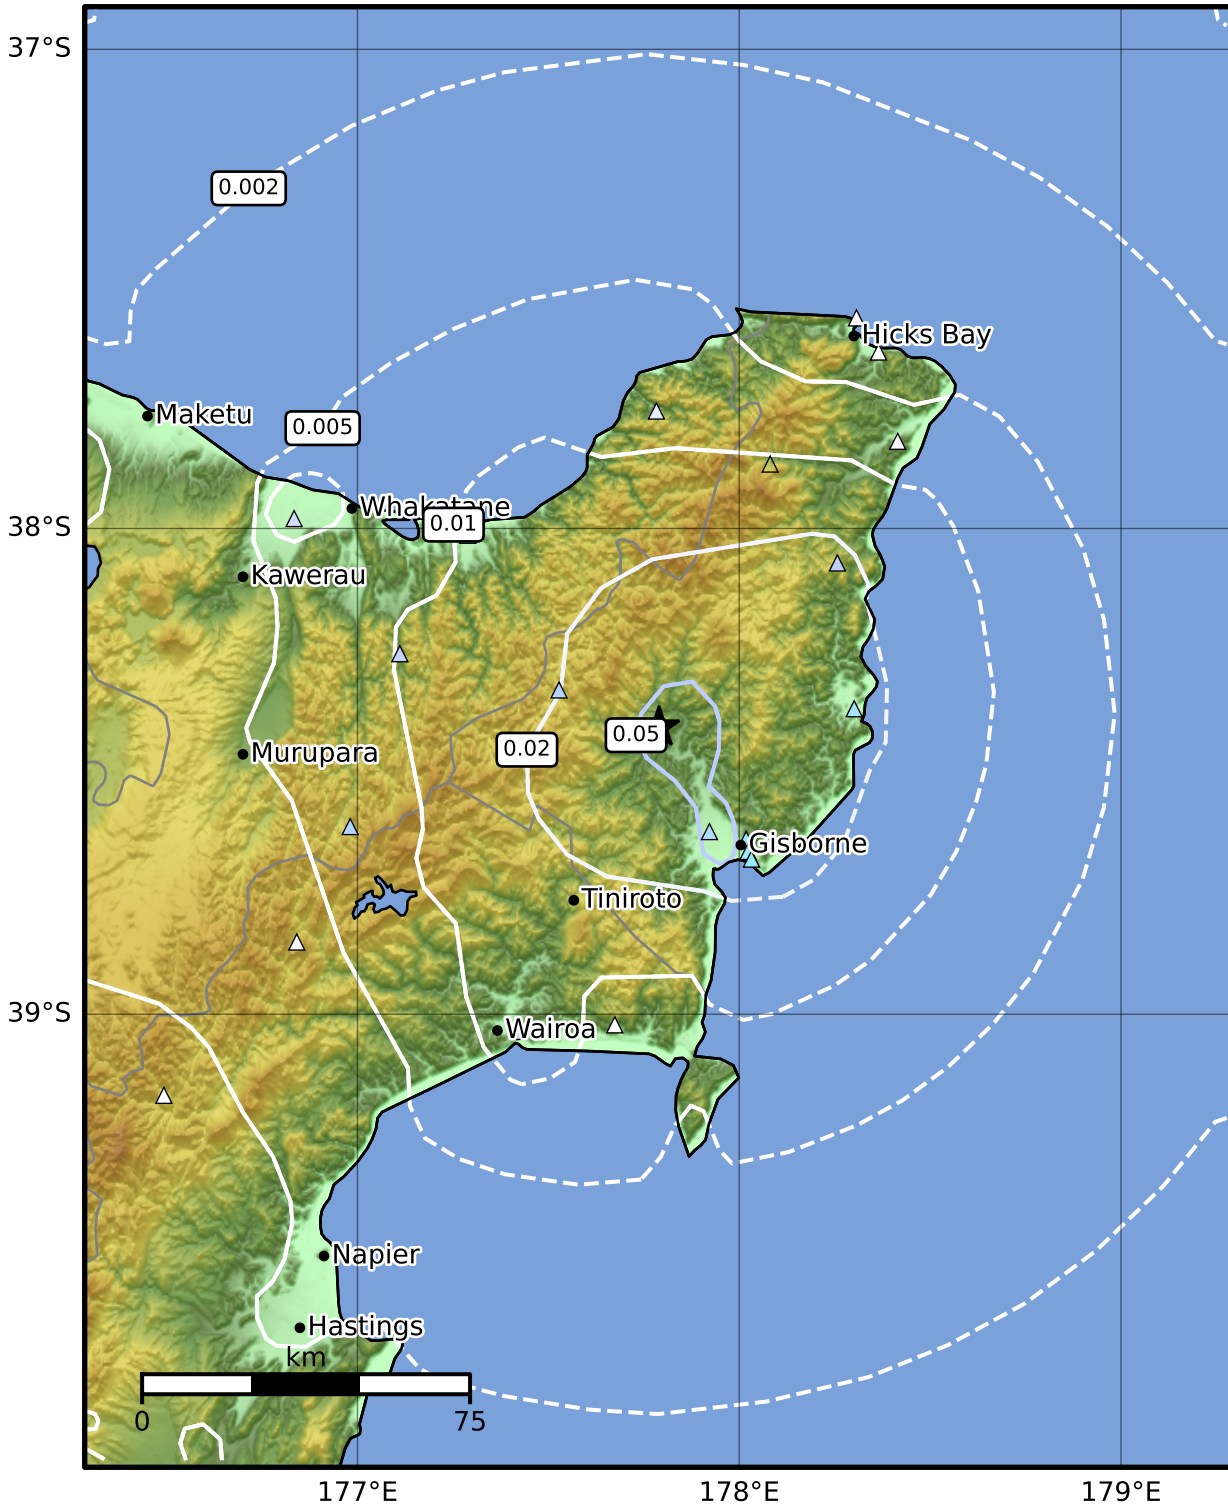 37°S
0.002
Hicks Bay
Maketu
0.005
Whakatane
0.01
38°S
Kawerau
0.05
0.02
Murupara
Gisborne
Tiniroto
39°S
Wairoa
Napier
Hastings
km
0
75
177°E
178°E
179°E